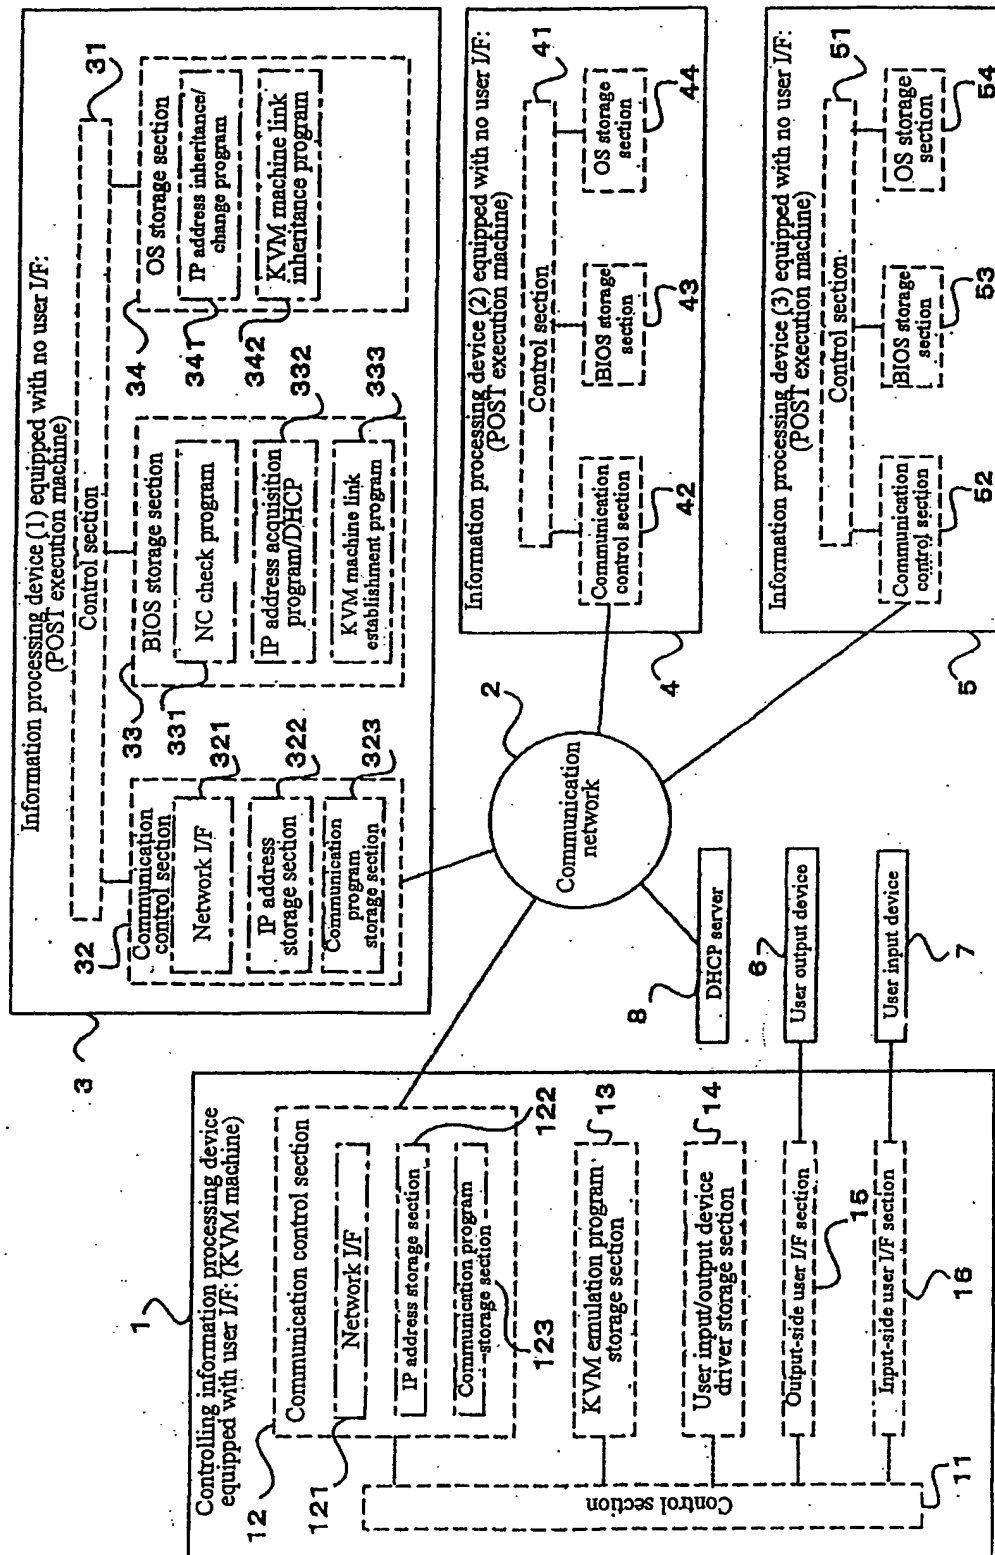 Controlling information processing device
equipped with user I/F: (KVM machine)
1
Communication control section
12
Network I/F
121
IP address storage section
122
Communication program
storage section
123
KVM emulation program
storage section
13
User input/output device
driver storage section
14
Output-side user I/F section
15
Input-side user I/F section
16
Control section
11
Information processing device (1) equipped with no user I/F:
(POST execution machine)
3
Control section
31
Communication
control section
32
Network I/F
321
IP address
storage section
322
Communication
program
storage section
323
BIOS storage section
33
NC check program
331
IP address acquisition
program/DHCP
332
KVM machine link
establishment program
333
OS storage section
34
IP address inheritance/
change program
341
KVM machine link
inheritance program
342
Communication
network
2
DHCP server
8
User output device
6
User input device
7
Information processing device (2) equipped with no user I/F:
(POST execution machine)
4
Control section
41
Communication
control section
42
BIOS storage
section
43
OS storage
section
44
Information processing device (3) equipped with no user I/F:
(POST execution machine)
5
Control section
51
Communication
control section
52
BIOS storage
section
53
OS storage
section
54